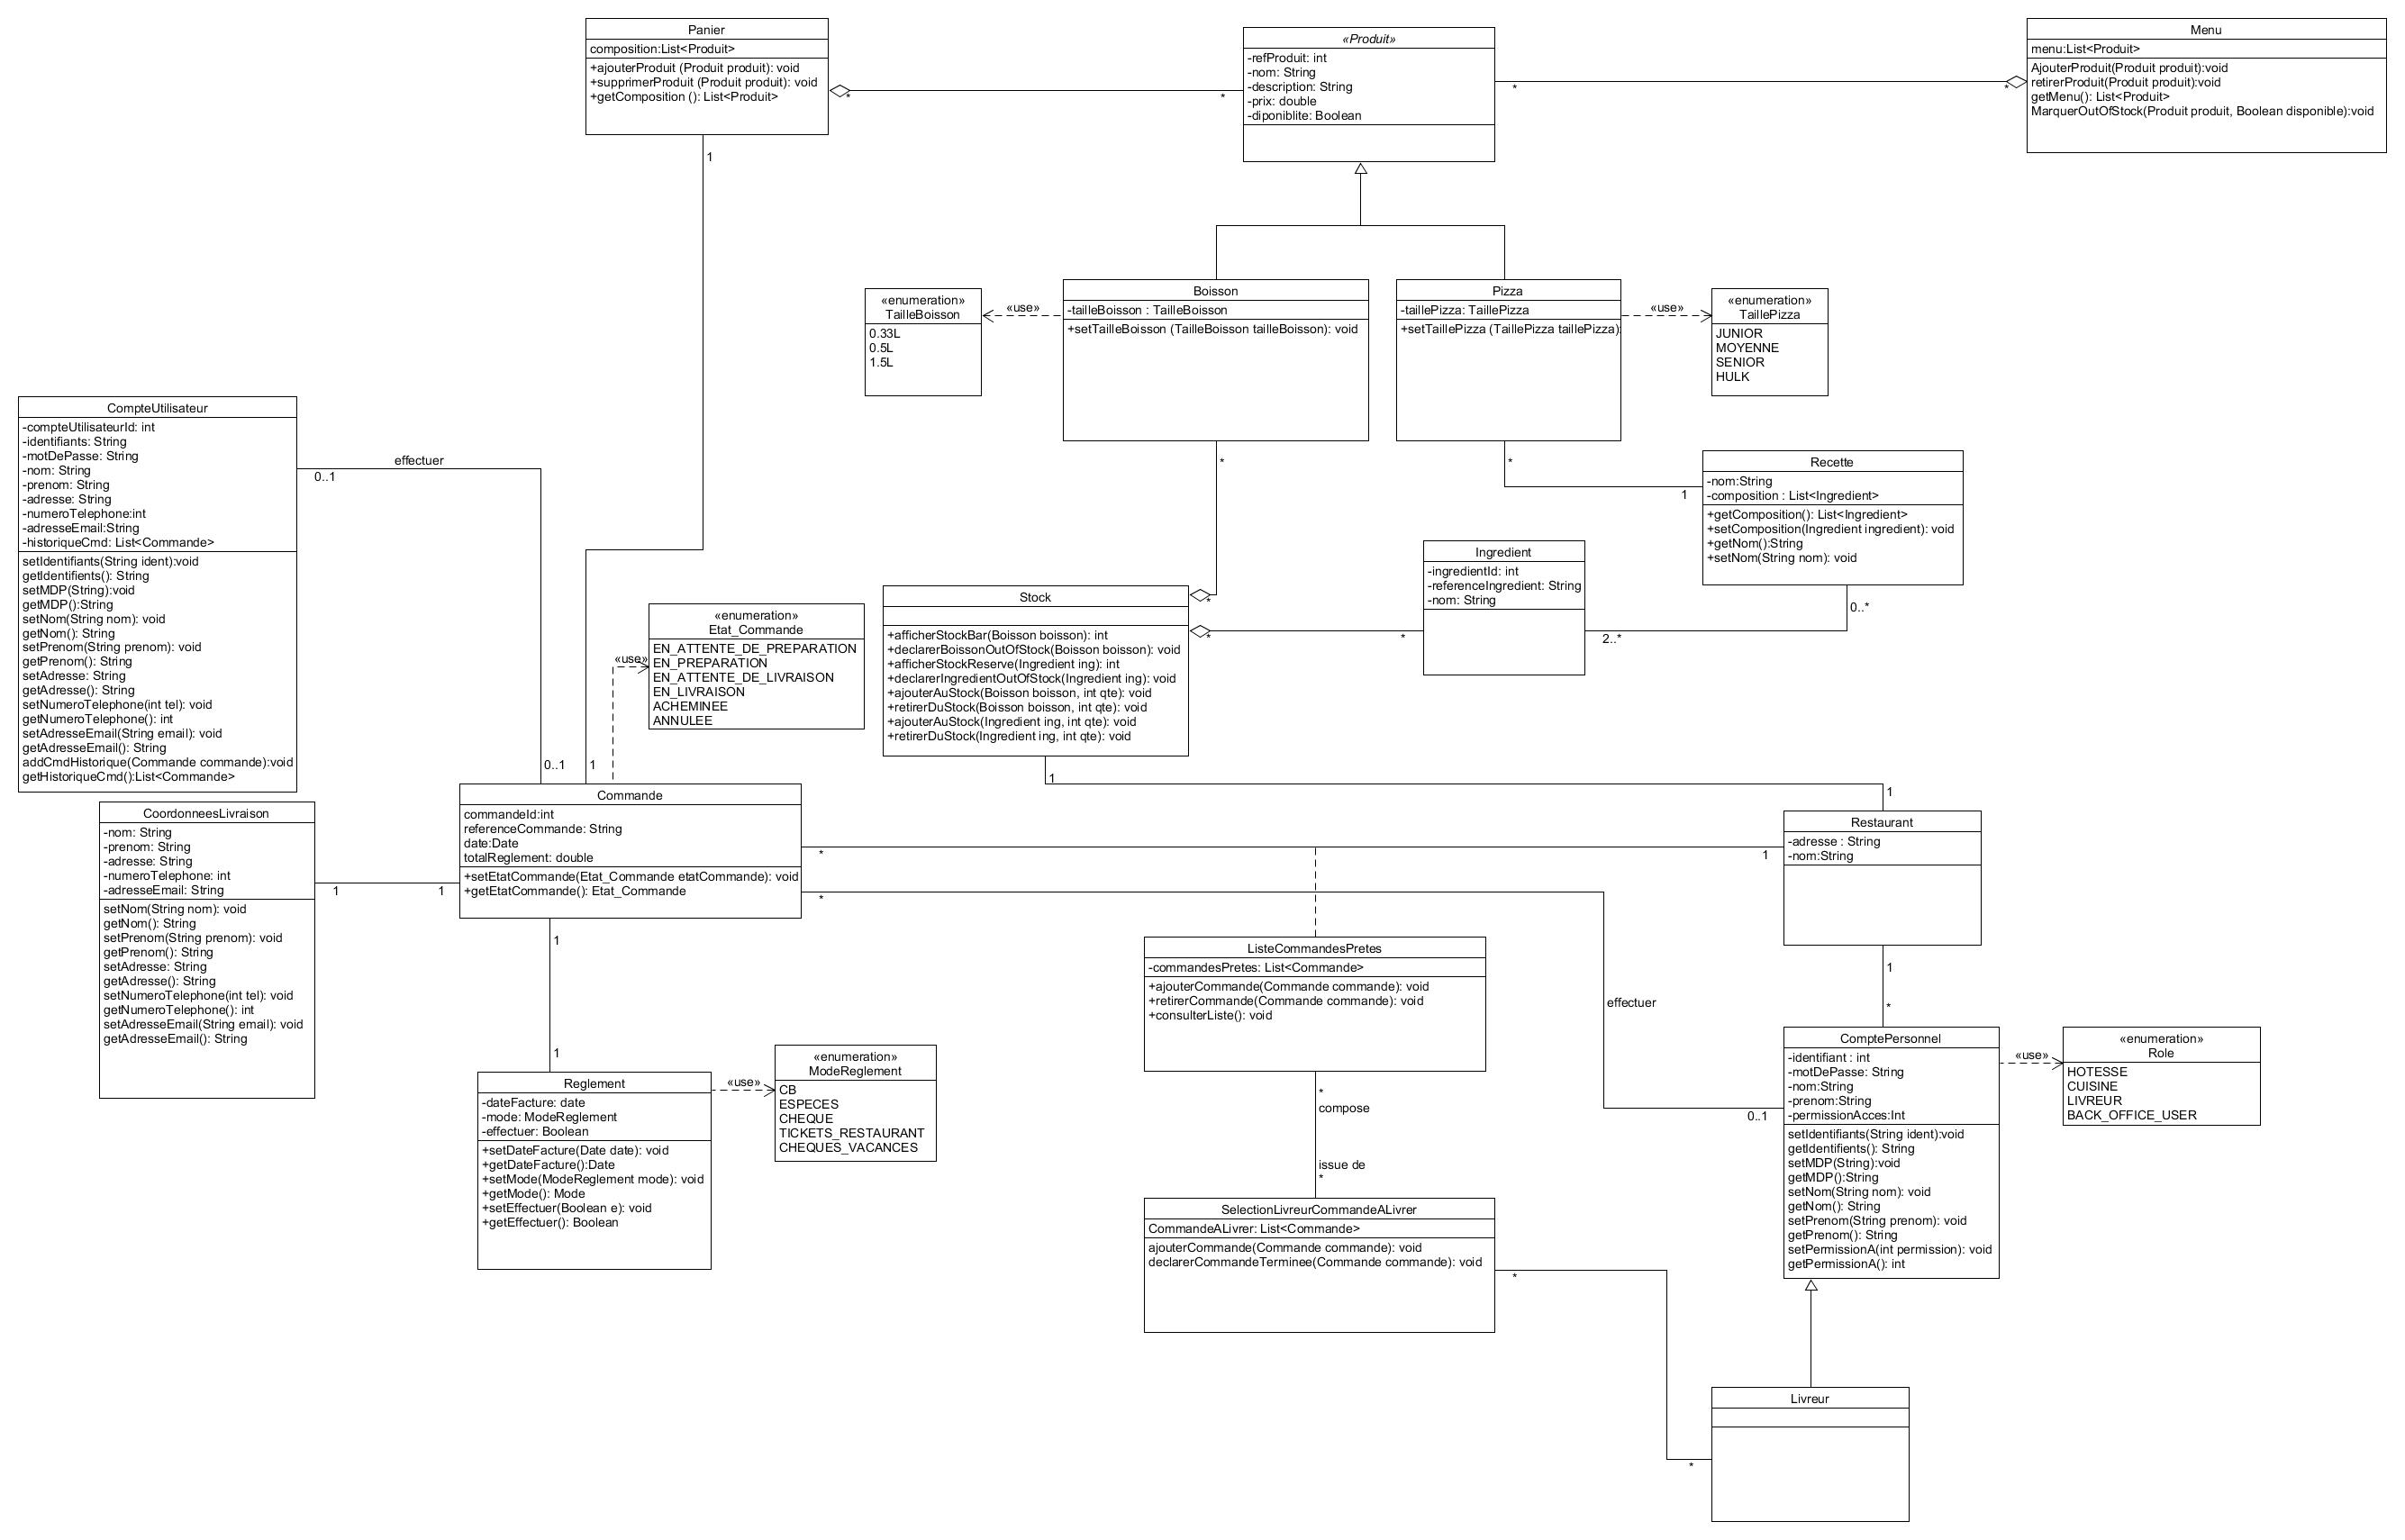 Panier
composition:List<Produit>
+ajouterProduit (Produit produit): void
+supprimerProduit (Produit produit): void
+getComposition (): List<Produit>
*
*
1
«Produit»
-refProduit: int
-nom: String
-description: String
-prix: double
-diponiblite: Boolean
*
*
Menu
menu:List<Produit>
AjouterProduit(Produit produit):void
retirerProduit(Produit produit):void
getMenu(): List<Produit>
MarquerOutOfStock(Produit produit, Boolean disponible):void
«enumeration»
TailleBoisson
0.33L
0.5L
1.5L
«use»
Boisson
-tailleBoisson : TailleBoisson
+setTailleBoisson (TailleBoisson tailleBoisson): void
*
Pizza
-taillePizza: TaillePizza
+setTaillePizza (TaillePizza taillePizza)
*
«use»
«enumeration»
TaillePizza
JUNIOR
MOYENNE
SENIOR
HULK
CompteUtilisateur
-compteUtilisateurId: int
-identifiants: String
-motDePasse: String
-nom: String
-prenom: String
-adresse: String
-numeroTelephone:int
-adresseEmail:String
-historiqueCmd: List<Commande>
setIdentifiants(String ident):void
getIdentifients(): String
setMDP(String):void
getMDP():String
setNom(String nom): void
getNom(): String
setPrenom(String prenom): void
getPrenom(): String
setAdresse: String
getAdresse(): String
setNumeroTelephone(int tel): void
getNumeroTelephone(): int
setAdresseEmail(String email): void
getAdresseEmail(): String
addCmdHistorique(Commande commande):void
getHistoriqueCmd():List<Commande>
effectuer
0..1
0..1
1
Recette
-nom:String
-composition : List<Ingredient>
+getComposition(): List<Ingredient>
+setComposition(Ingredient ingredient): void
+getNom():String
+setNom(String nom): void
1
0..*
2..*
Ingredient
-ingredientId: int
-referenceIngredient: String
-nom: String
*
Stock
+afficherStockBar(Boisson boisson): int
+declarerBoissonOutOfStock(Boisson boisson): void
+afficherStockReserve(Ingredient ing): int
+declarerIngredientOutOfStock(Ingredient ing): void
+ajouterAuStock(Boisson boisson, int qte): void
+retirerDuStock(Boisson boisson, int qte): void
+ajouterAuStock(Ingredient ing, int qte): void
+retirerDuStock(Ingredient ing, int qte): void
*
*
1
1
«enumeration»
Etat_Commande
EN_ATTENTE_DE_PREPARATION
EN_PREPARATION
EN_ATTENTE_DE_LIVRAISON
EN_LIVRAISON
ACHEMINEE
ANNULEE
«use»
CoordonneesLivraison
-nom: String
-prenom: String
-adresse: String
-numeroTelephone: int
-adresseEmail: String
setNom(String nom): void
getNom(): String
setPrenom(String prenom): void
getPrenom(): String
setAdresse: String
getAdresse(): String
setNumeroTelephone(int tel): void
getNumeroTelephone(): int
setAdresseEmail(String email): void
getAdresseEmail(): String
1
1
Commande
commandeId:int
referenceCommande: String
date:Date
totalReglement: double
+setEtatCommande(Etat_Commande etatCommande): void
+getEtatCommande(): Etat_Commande
*
*
1
1
Restaurant
-adresse : String
-nom:String
1
1
*
ListeCommandesPretes
-commandesPretes: List<Commande>
+ajouterCommande(Commande commande): void
+retirerCommande(Commande commande): void
+consulterListe(): void
*
compose
issue de
*
effectuer
0..1
Reglement
-dateFacture: date
-mode: ModeReglement
-effectuer: Boolean
+setDateFacture(Date date): void
+getDateFacture():Date
+setMode(ModeReglement mode): void
+getMode(): Mode
+setEffectuer(Boolean e): void
+getEffectuer(): Boolean
«use»
«enumeration»
ModeReglement
CB
ESPECES
CHEQUE
TICKETS_RESTAURANT
CHEQUES_VACANCES
ComptePersonnel
-identifiant : int
-motDePasse: String
-nom:String
-prenom:String
-permissionAcces:Int
setIdentifiants(String ident):void
getIdentifients(): String
setMDP(String):void
getMDP():String
setNom(String nom): void
getNom(): String
setPrenom(String prenom): void
getPrenom(): String
setPermissionA(int permission): void
getPermissionA(): int
«use»
«enumeration»
Role
HOTESSE
CUISINE
LIVREUR
BACK_OFFICE_USER
SelectionLivreurCommandeALivrer
CommandeALivrer: List<Commande>
ajouterCommande(Commande commande): void
declarerCommandeTerminee(Commande commande): void
*
*
Livreur